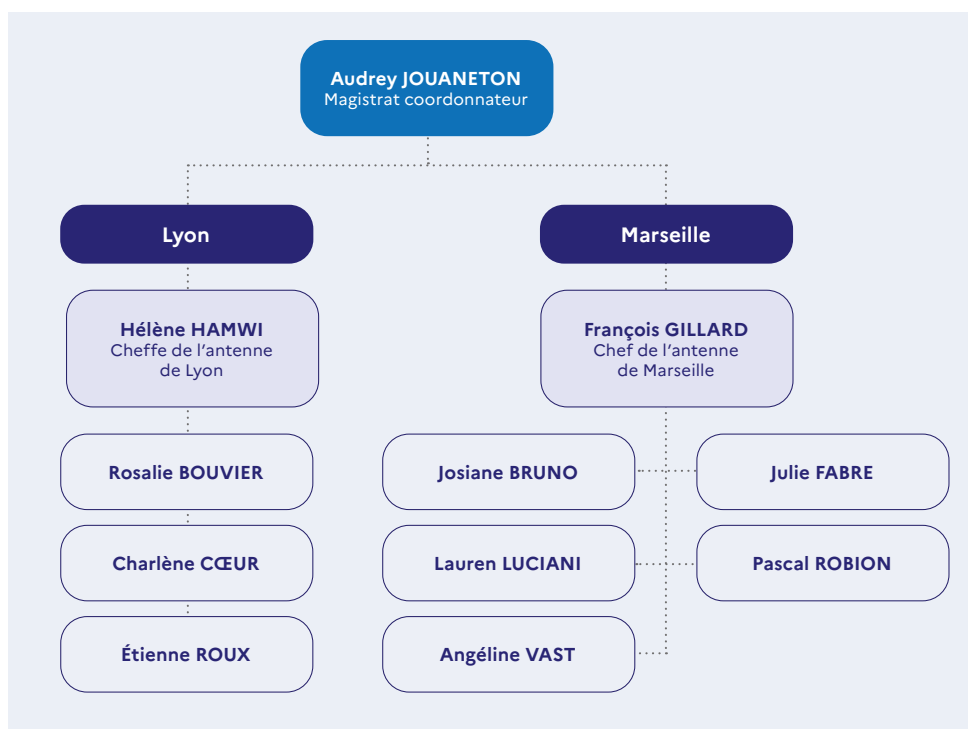 Audrey JOUANETON
Magistrat coordonnateur
Lyon
Marseille
Hélène HAMWI
Cheffe de l’antenne
de Lyon
François GILLARD
Chef de l’antenne
de Marseille
Rosalie BOUVIER
Josiane BRUNO
Julie FABRE
Charlène CŒUR
Lauren LUCIANI
Pascal ROBION
Étienne ROUX
Angéline VAST